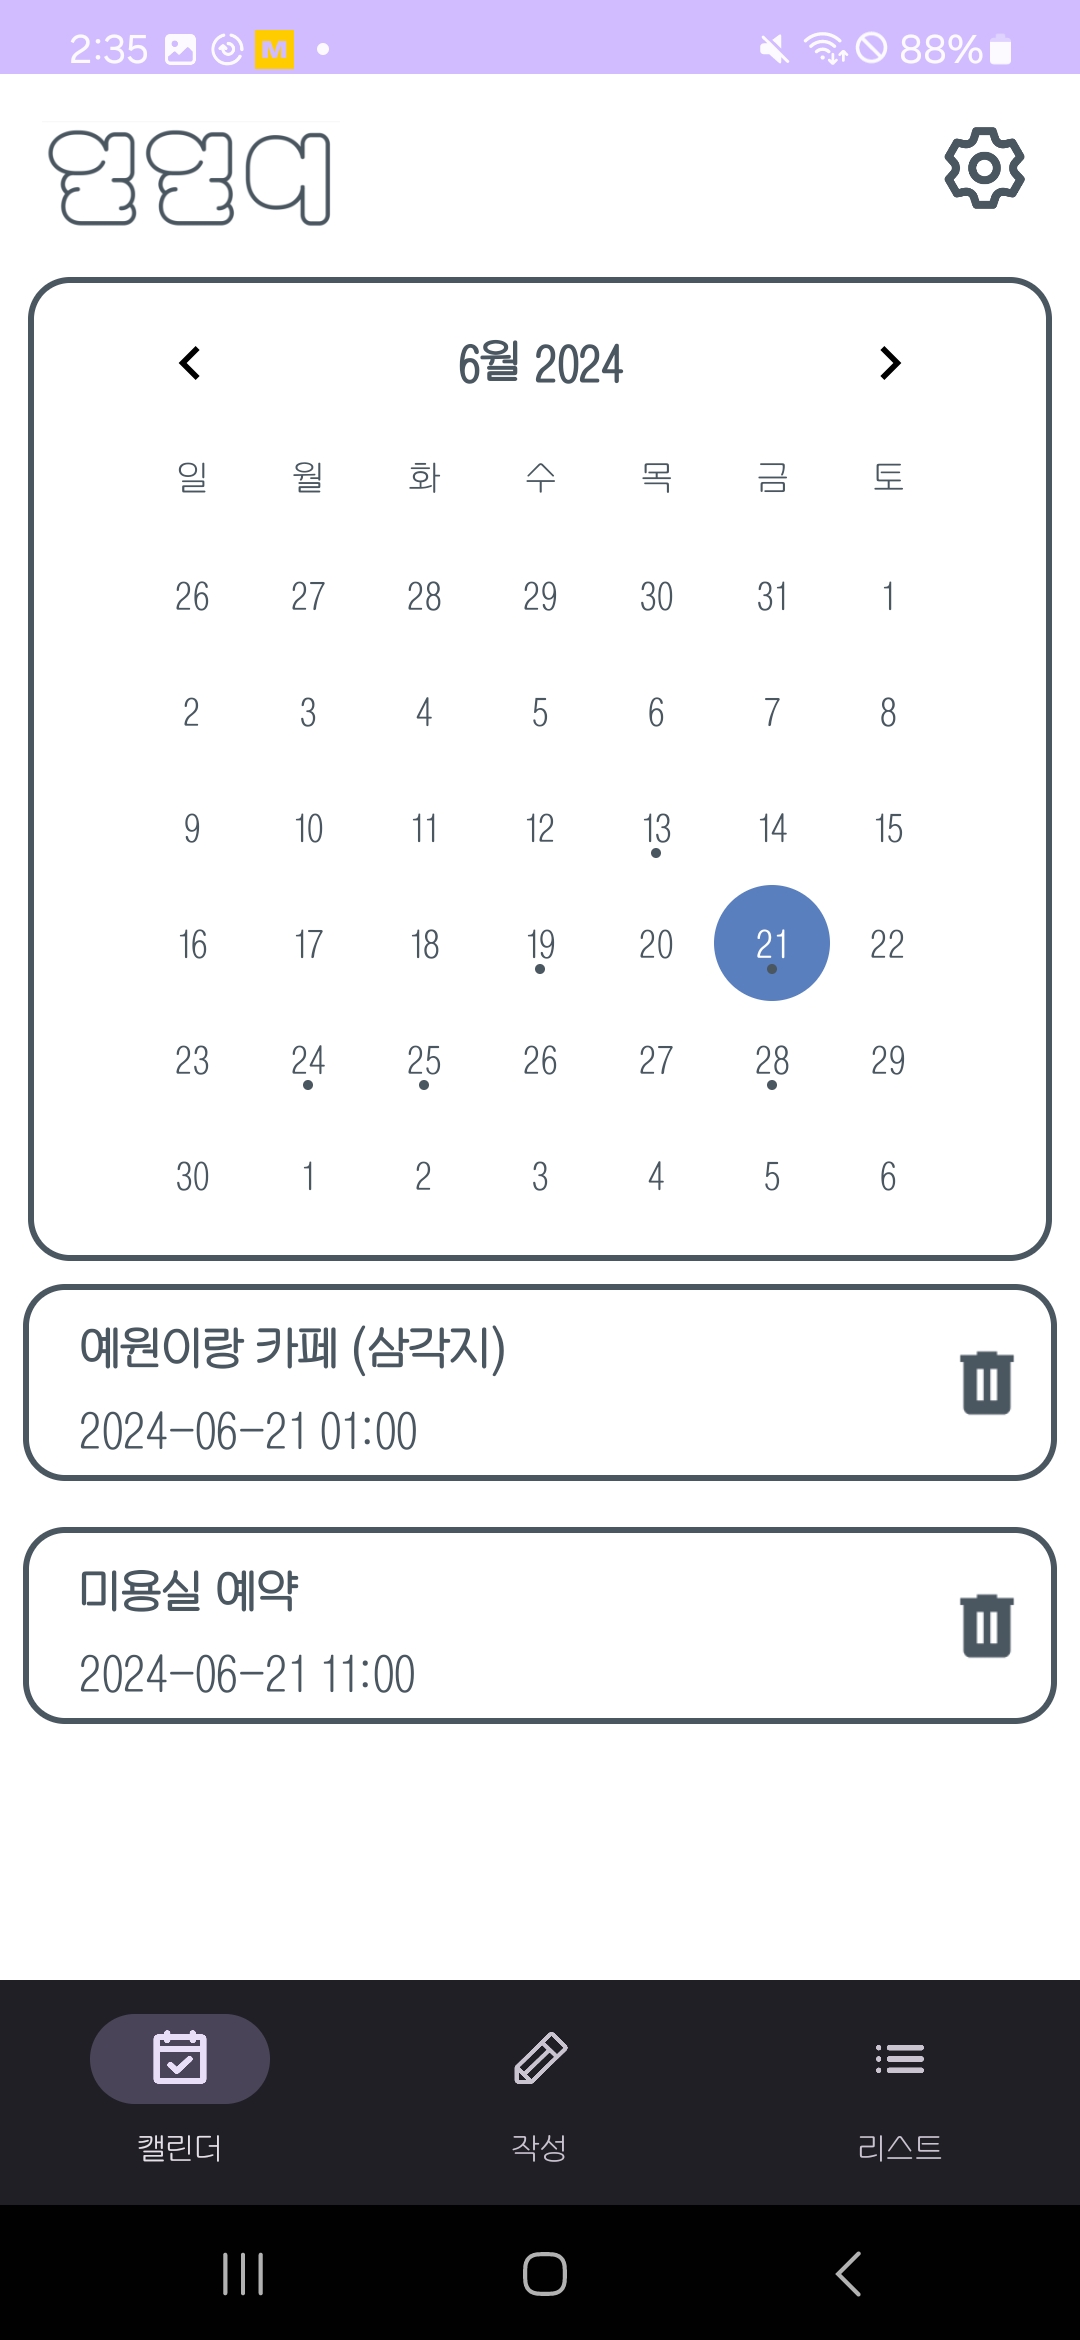 2:35 M 88%
6월 2024
일 월 화 수 목 금 토
26 27 28 29 30 31 1
2 3 4 5 6 7 8
9 10 11 12 13 14 15
16 17 18 19 20 21 22
23 24 25 26 27 28 29
30 1 2 3 4 5 6
예원이랑 카페 (삼각지)
2024-06-21 01:00
미용실 예약
2024-06-21 11:00
캘린더 작성 리스트